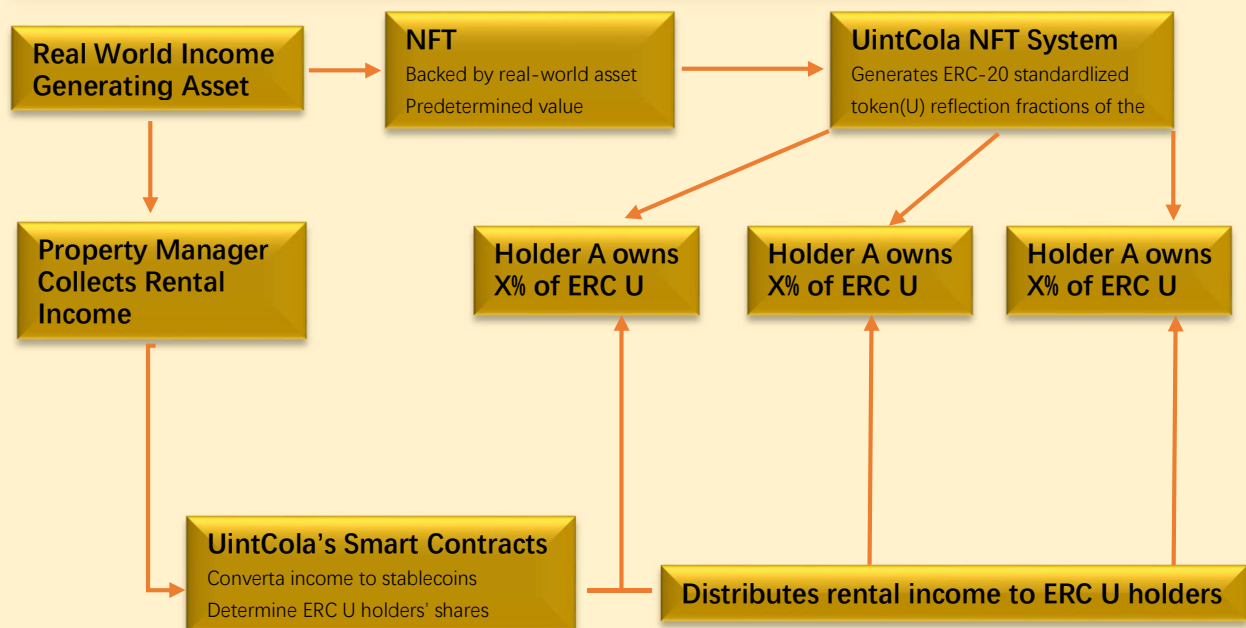 Real World Income
Generating Asset
NFT
Backed by real-world asset
Predetermined value
UintCola NFT System
Generates ERC-20 standardlized
token(U) reflection fractions of the
Property Manager
Collects Rental
Income
Holder A owns
X% of ERC U
Holder A owns
X% of ERC U
Holder A owns
X% of ERC U
UintCola’s Smart Contracts
Converta income to stablecoins
Determine ERC U holders’ shares
Distributes rental income to ERC U holders